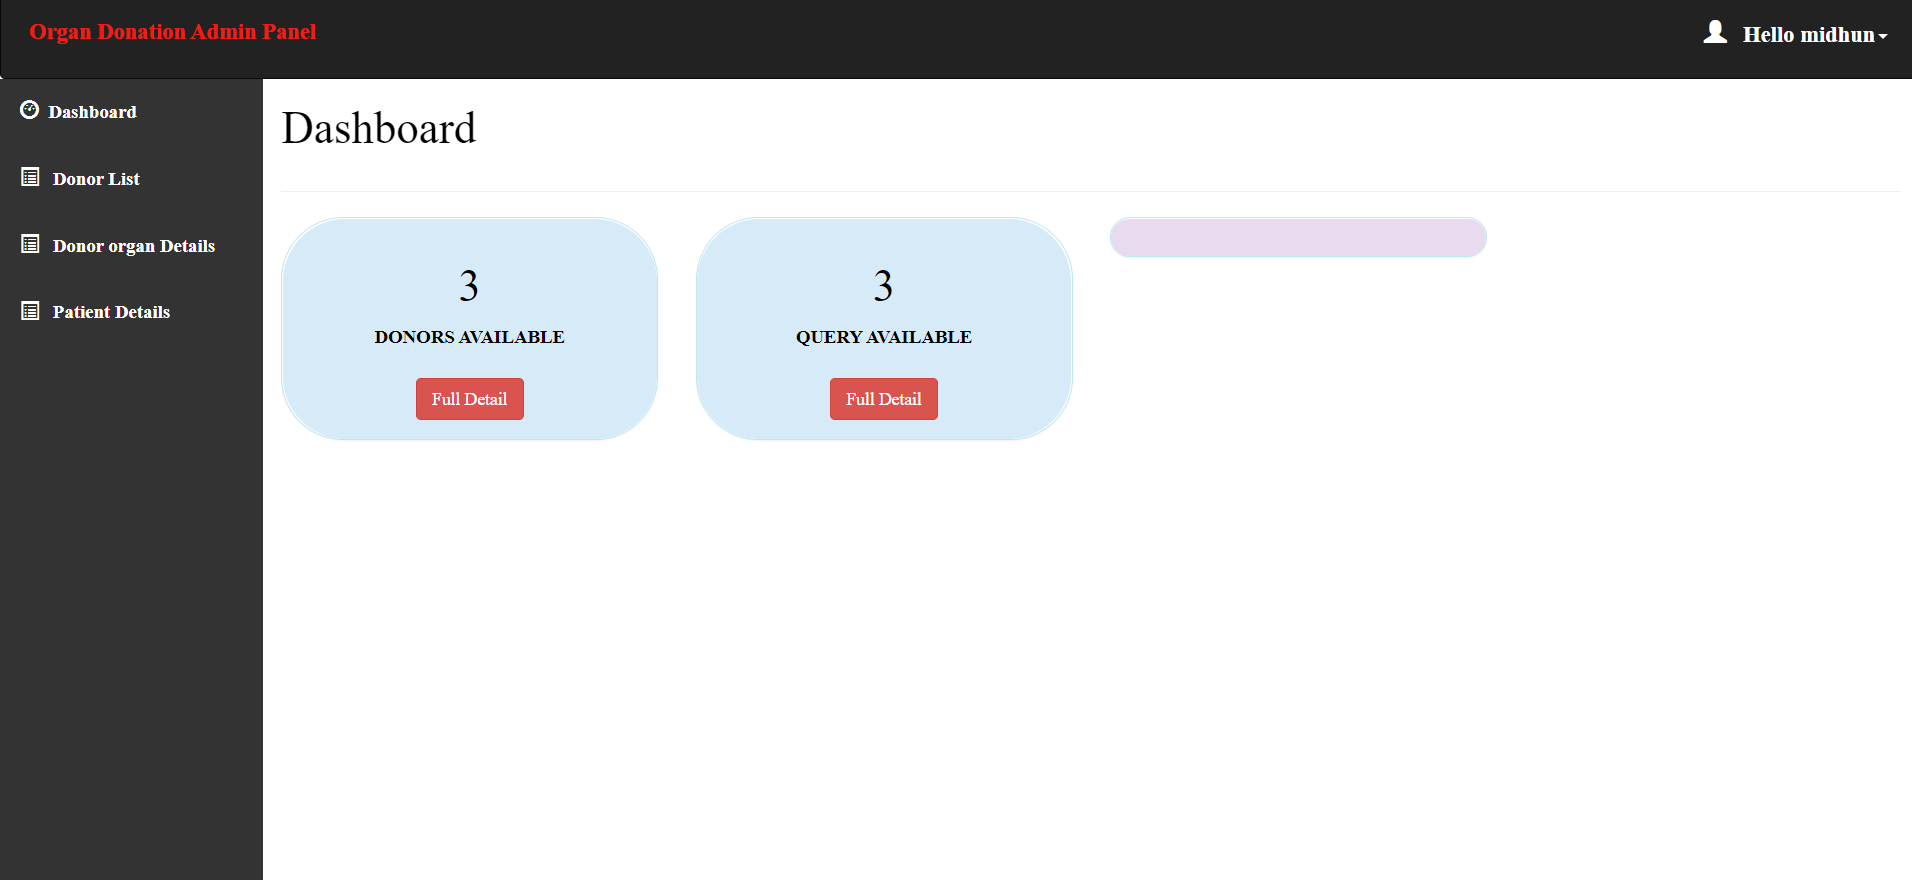 Organ Donation Admin Panel
Hello midhun
Dashboard
Donor List
Donor organ Details
Patient Details
Dashboard
3
DONORS AVAILABLE
Full Detail
3
QUERY AVAILABLE
Full Detail